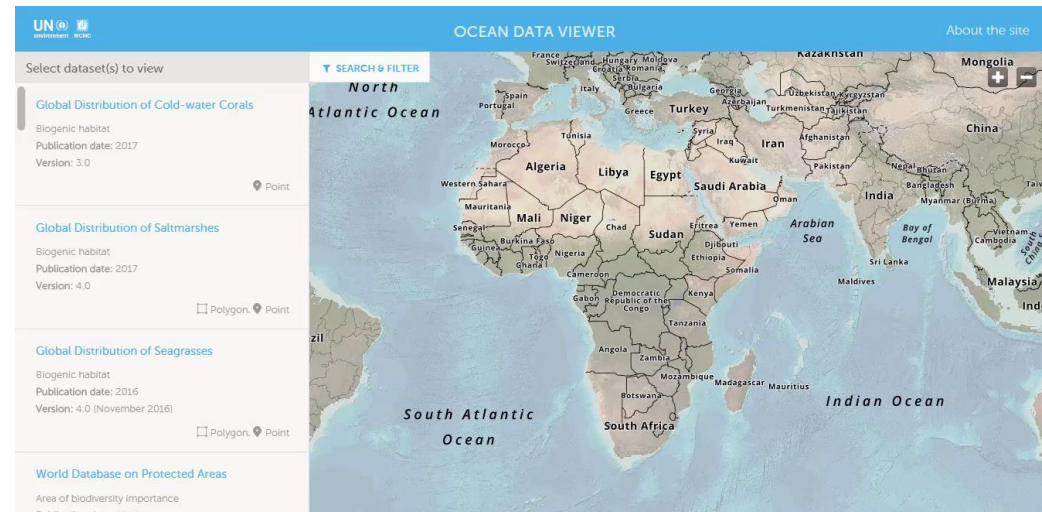 UN environment WCMC
OCEAN DATA VIEWER
About the site
Select dataset(s) to view
SEARCH & FILTER
Global Distribution of Cold-water Corals
Biogenic habitat
Publication date: 2017
Version: 3.0
Point
Global Distribution of Saltmarshes
Biogenic habitat
Publication date: 2017
Version: 4.0
Polygon, Point
Global Distribution of Seagrasses
Biogenic habitat
Publication date: 2016
Version: 4.0 (November 2016)
Polygon, Point
World Database on Protected Areas
Area of biodiversity importance
North
Atlantic Ocean
France
Switzerland
Hungary
Moldova
Croatia
Romania
Serbia
Bulgaria
Italy
Spain
Portugal
Greece
Turkey
Georgia
Azerbaijan
Kazakhstan
Uzbekistan
Kyrgyzstan
Turkmenistan
Tajikistan
Mongolia
China
Morocco
Tunisia
Syria
Iraq
Iran
Afghanistan
Kuwait
Pakistan
Nepal
Bhutan
Algeria
Libya
Egypt
Saudi Arabia
Western Sahara
Oman
India
Bangladesh
Myanmar (Burma)
Taiw
Mauritania
Mali
Niger
Chad
Sudan
Eritrea
Yemen
Arabian
Sea
Bay of
Bengal
Vietnam
Cambodia
South
China
Senegal
Guinea
Burkina Faso
Togo
Ghana
Nigeria
Djibouti
Ethiopia
Somalia
Sri Lanka
Maldives
Malaysia
Cameroon
Gabon
Democratic
Republic of the
Congo
Kenya
Tanzania
Ind
zil
Angola
Zambia
Mozambique
Madagascar
Mauritius
Botswana
South Africa
South Atlantic
Ocean
Indian Ocean